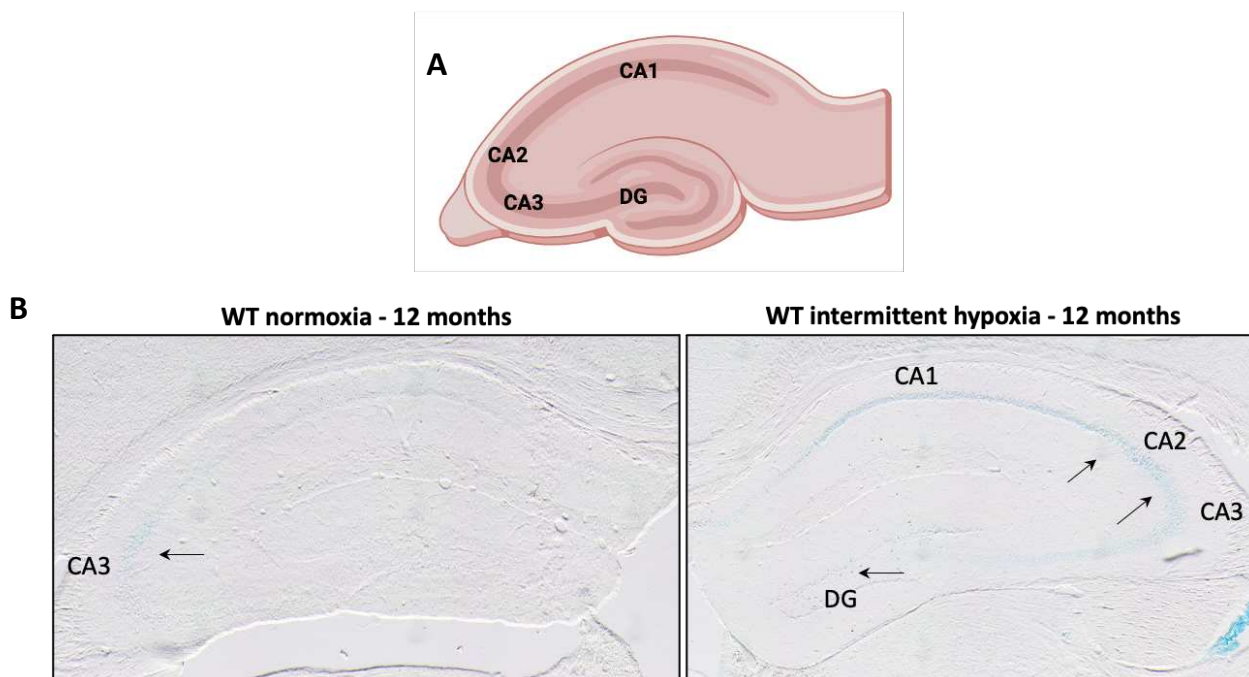 A
CA1
CA2
CA3
DG
B
WT normoxia - 12 months
WT intermittent hypoxia - 12 months
CA3
CA1
CA2
CA3
DG